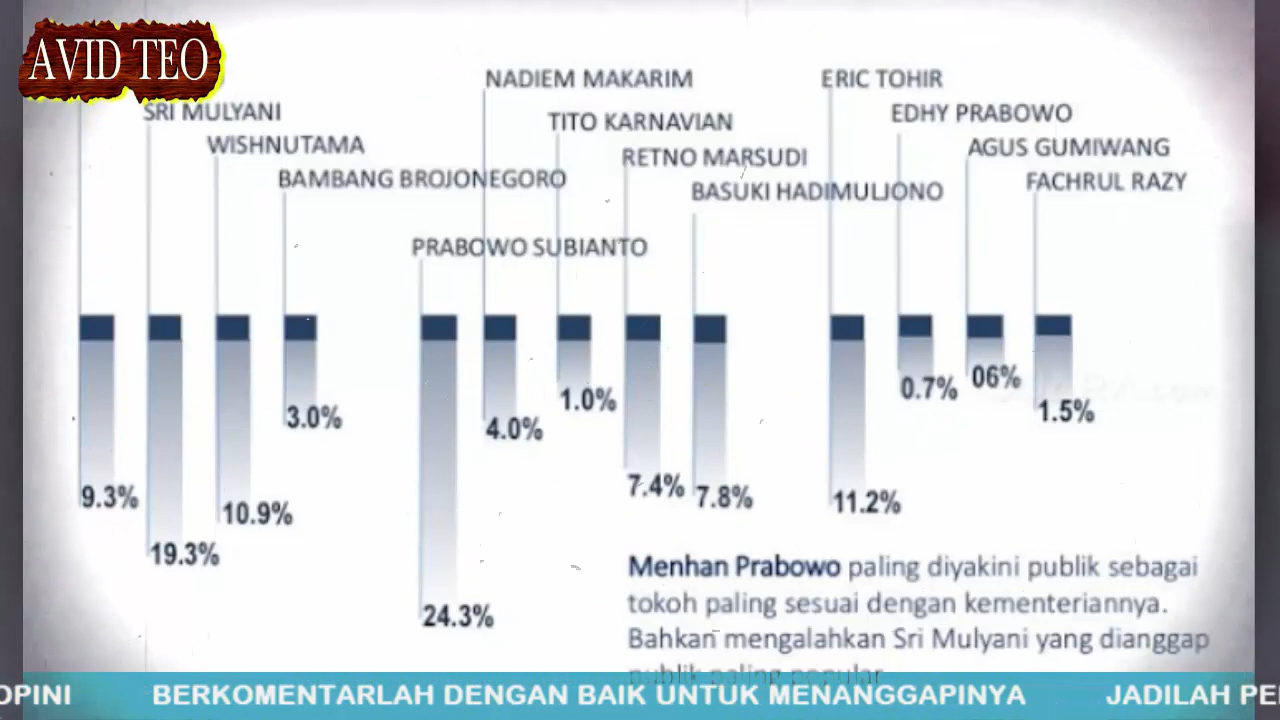 AVID TEO
NADIEM MAKARIM
ERIC TOHIR
SRI MULYANI
TITO KARNAVIAN
EDHY PRABOWO
WISHNUTAMA
RETNO MARSUDI
AGUS GUMIWANG
BAMBANG BROJONEGORO
BASUKI HADIMULJONO
FACHRUL RAZY
PRABOWO SUBIANTO
9.3%
19.3%
10.9%
3.0%
24.3%
4.0%
1.0%
7.4%
7.8%
11.2%
0.7%
06%
1.5%
Menhan Prabowo paling diyakini publik sebagai
tokoh paling sesuai dengan kementeriannya.
Bahkan mengalahkan Sri Mulyani yang dianggap
publik paling popular
OPINI BERKOMENTARLAH DENGAN BAIK UNTUK MENANGGAPINYA JADILAH